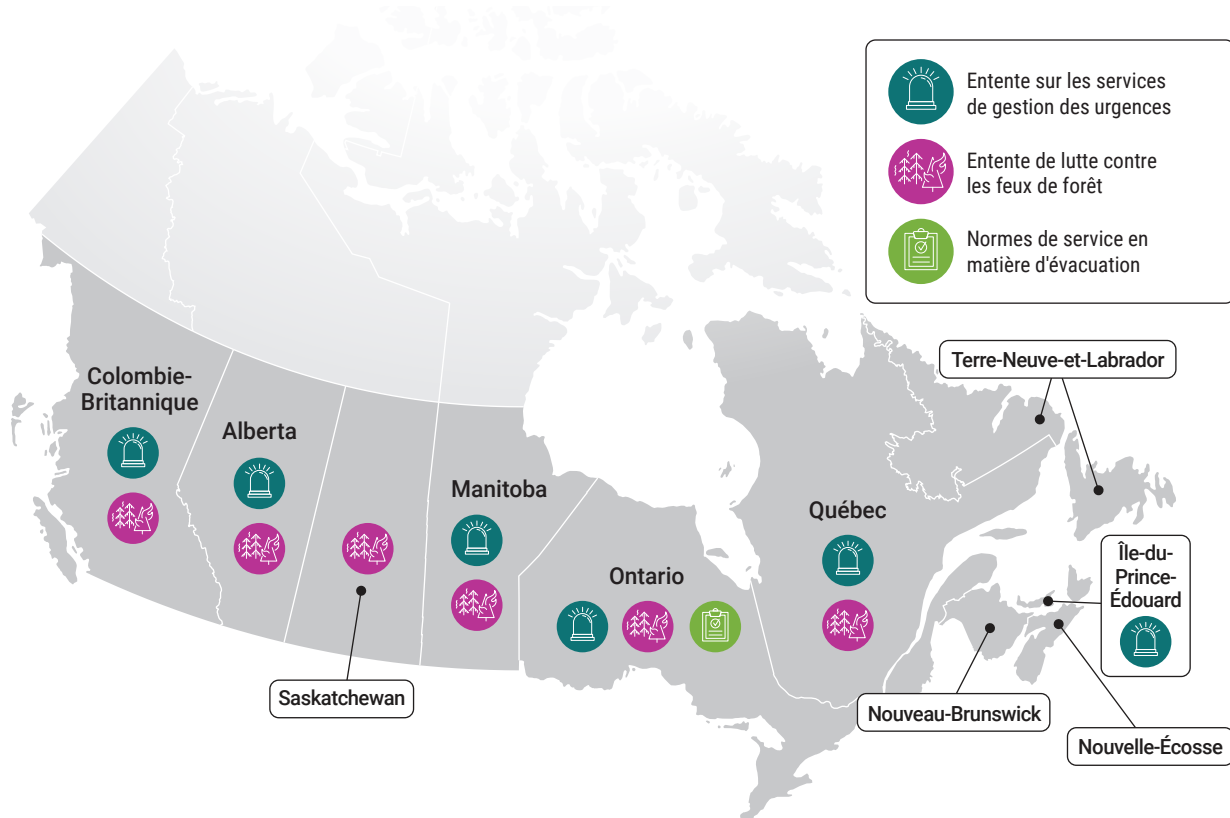 Entente sur les services
de gestion des urgences
Entente de lutte contre
les feux de forêt
Normes de service en
matière d'évacuation
Terre-Neuve-et-Labrador
Colombie-
Britannique
Alberta
Manitoba
Québec
Île-du-
Prince-
Édouard
Ontario
Saskatchewan
Nouveau-Brunswick
Nouvelle-Écosse